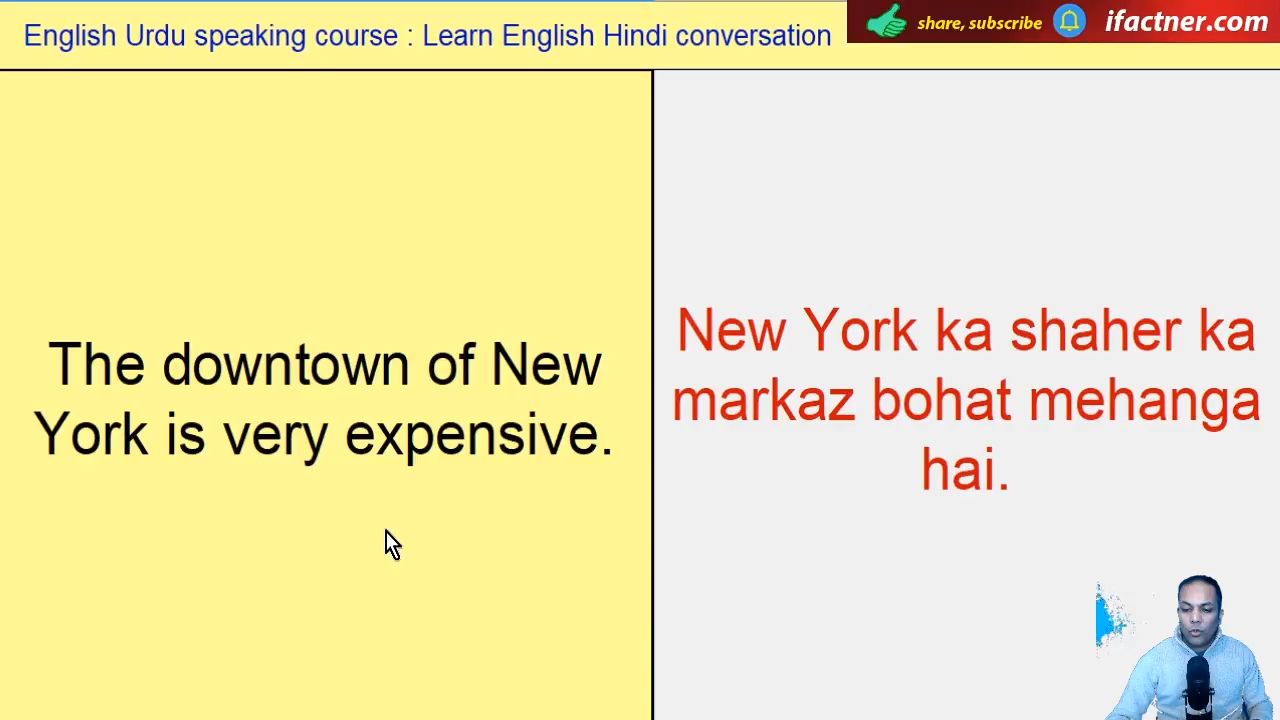 English Urdu speaking course : Learn English Hindi conversation
share, subscribe
ifactner.com
The downtown of New
York is very expensive.
New York ka shaher ka
markaz bohat mehanga
hai.